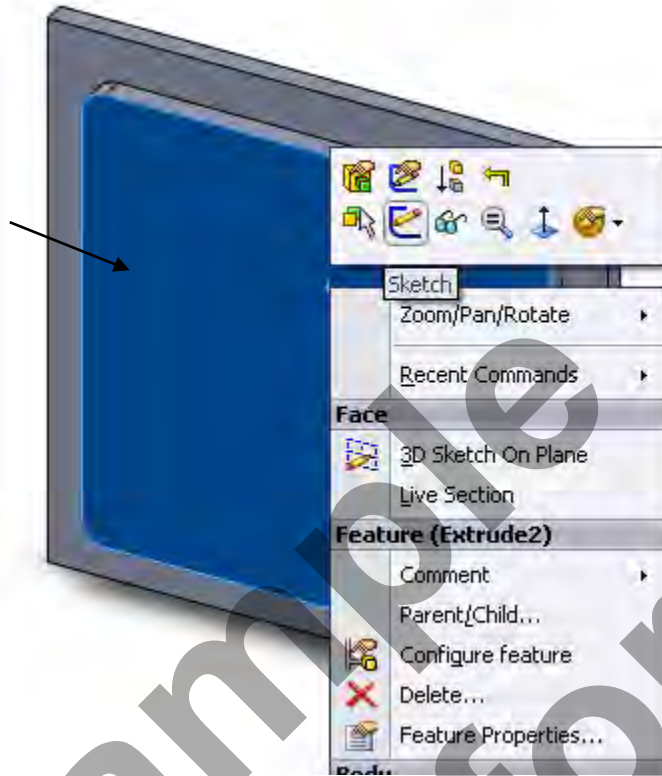 Sketch
Zoom/Pan/Rotate
Recent Commands
Face
3D Sketch On Plane
Live Section
Feature (Extrude2)
Comment
Parent/Child...
Configure feature
Delete...
Feature Properties...
Body